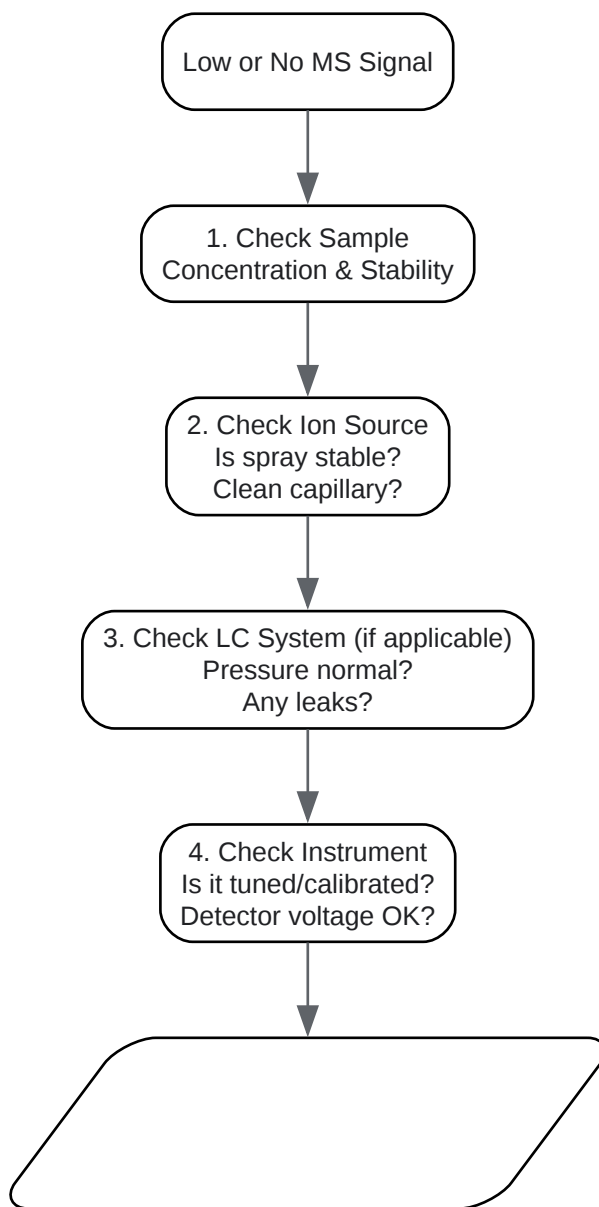 Low or No MS Signal
1. Check Sample
Concentration & Stability
2. Check Ion Source
Is spray stable?
Clean capillary?
3. Check LC System (if applicable)
Pressure normal?
Any leaks?
4. Check Instrument
Is it tuned/calibrated?
Detector voltage OK?